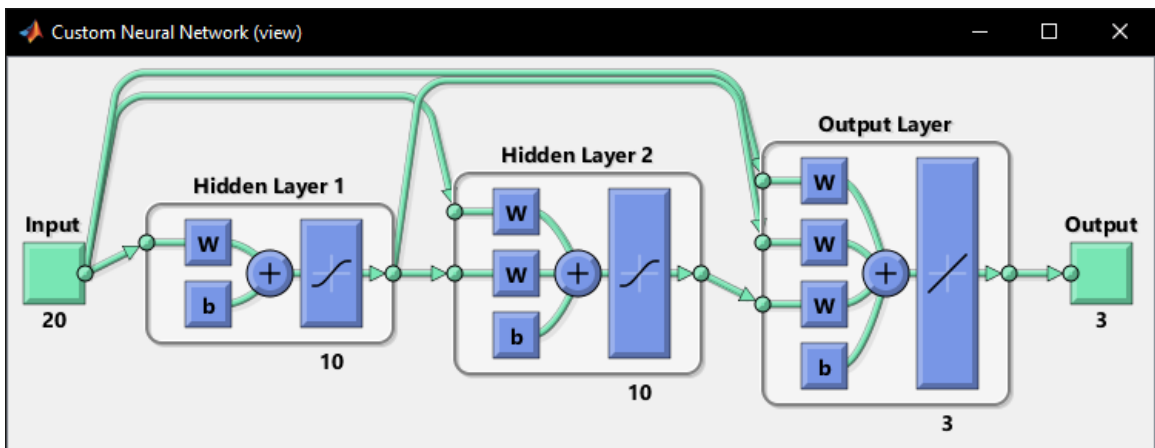 Custom Neural Network (view)
Input
20
Hidden Layer 1
W
b
+
10
Hidden Layer 2
W
W
b
+
10
Output Layer
W
W
W
b
+
3
Output
3